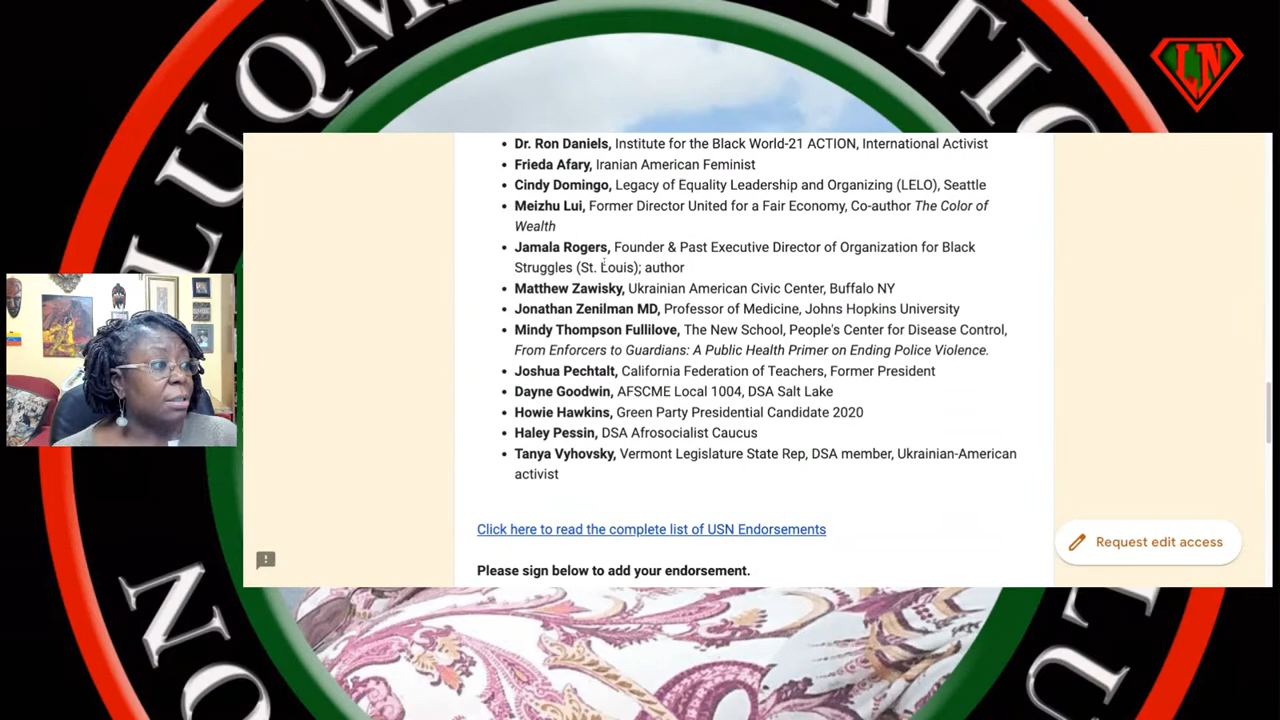 LUQM
ATIO
LN
Dr. Ron Daniels, Institute for the Black World-21 ACTION, International Activist
Frieda Afary, Iranian American Feminist
Cindy Domingo, Legacy of Equality Leadership and Organizing (LELO), Seattle
Meizhu Lui, Former Director United for a Fair Economy, Co-author The Color of
Wealth
Jamala Rogers, Founder & Past Executive Director of Organization for Black
Struggles (St. Louis); author
Matthew Zawisky, Ukrainian American Civic Center, Buffalo NY
Jonathan Zenilman MD, Professor of Medicine, Johns Hopkins University
Mindy Thompson Fullilove, The New School, People's Center for Disease Control,
From Enforcers to Guardians: A Public Health Primer on Ending Police Violence.
Joshua Pechtalt, California Federation of Teachers, Former President
Dayne Goodwin, AFSCME Local 1004, DSA Salt Lake
Howie Hawkins, Green Party Presidential Candidate 2020
Haley Pessin, DSA Afrosocialist Caucus
Tanya Vyhovsky, Vermont Legislature State Rep, DSA member, Ukrainian-American
activist
Click here to read the complete list of USN Endorsements
Request edit access
Please sign below to add your endorsement.